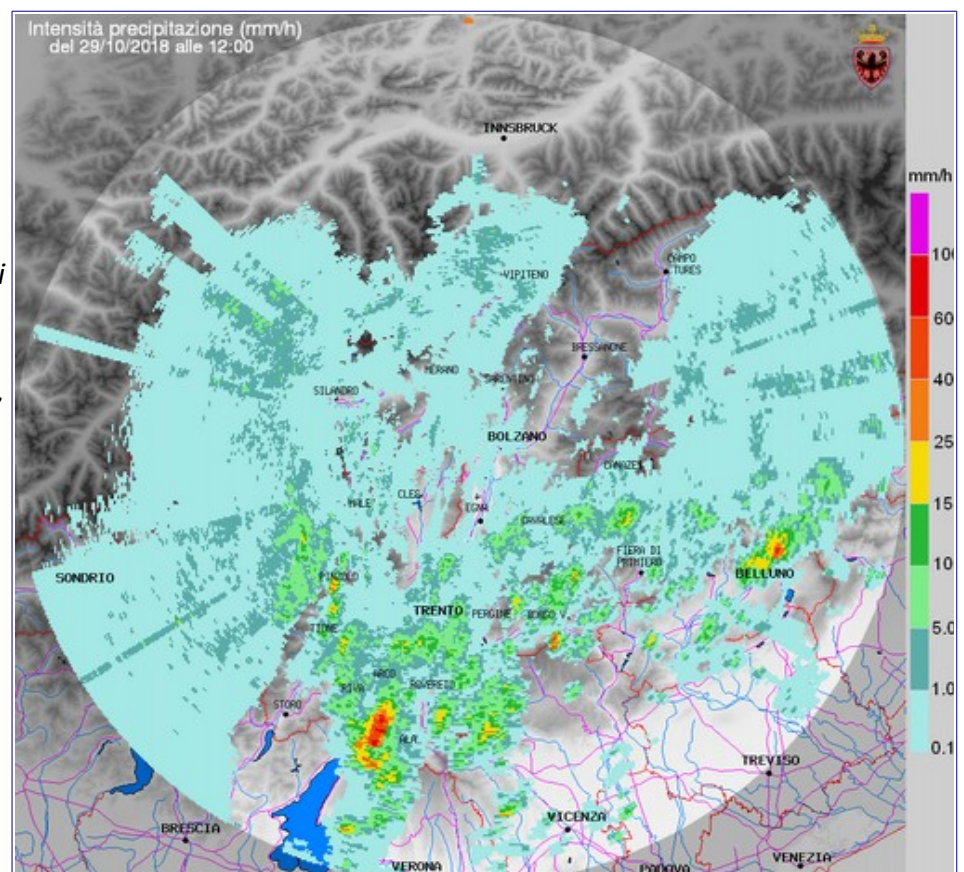 Intensità precipitazione (mm/h)
del 29/10/2018 alle 12:00
INNSBRUCK
mm/h
i
VIPITENO
CAMPO
TURES
100
60
BRESSANONE
MERANO
SARENTINO
SILANDRO
40
BOLZANO
25
CANAZEI
CLES
MALE'
EGNA
15
CAVALESE
FIERA DI
PRIMIERO
10
SONDRIO
PINZOLO
BELLUNO
TRENTO
PERGINE
BORGO V.
TIONE
5.0
ARCO
RIVA
ROVERETO
1.0
STORO
ALA
0.1
TREVISO
BRESCIA
VICENZA
VERONA
PADOVA
VENEZIA